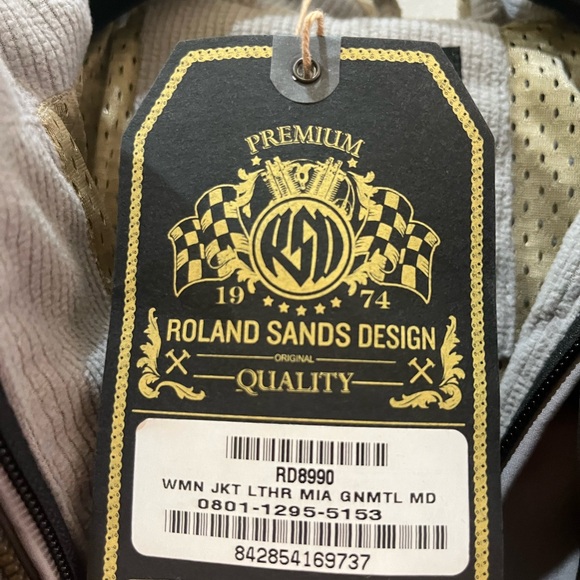 PREMIUM
RSD
19 74
ROLAND SANDS DESIGN
ORIGINAL
QUALITY
RD8990
WMN JKT LTHR MIA GNMTL MD
0801-1295-5153
842854169737